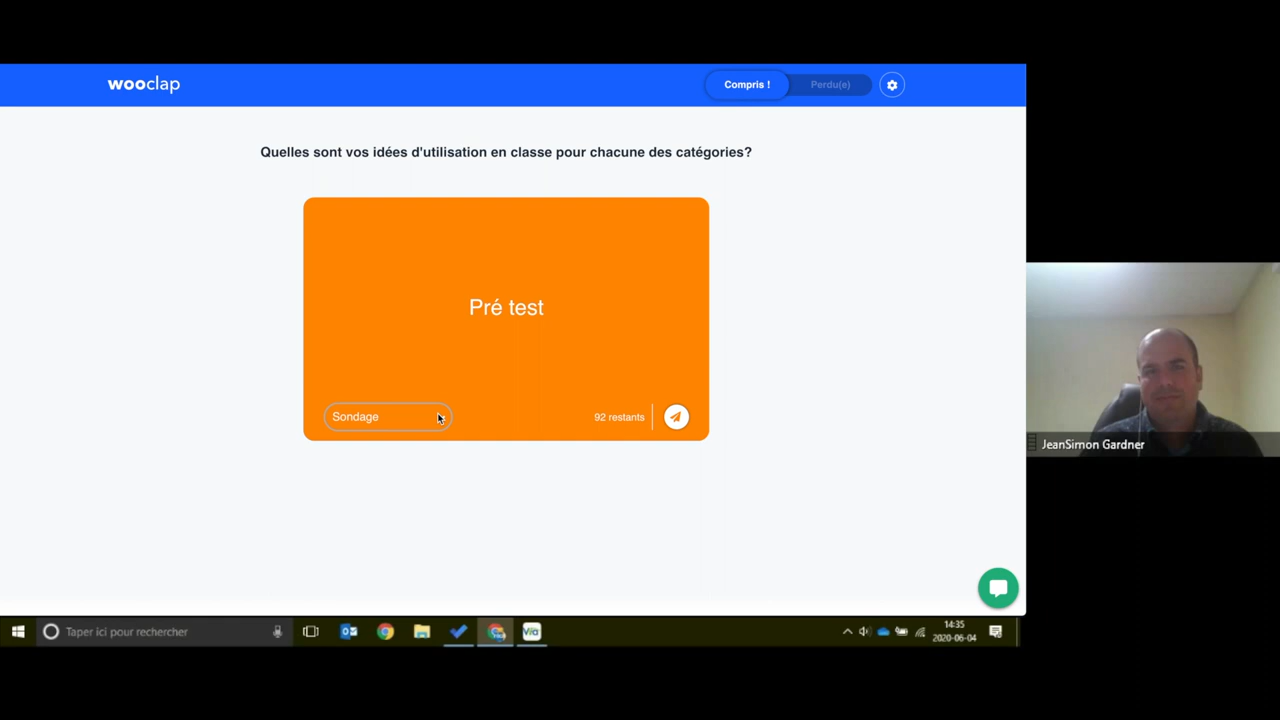 wooclap
Compris !
Perdu(e)
Quelles sont vos idées d'utilisation en classe pour chacune des catégories?
Pré test
Sondage
92 restants
JeanSimon Gardner
Taper ici pour rechercher
Via
14:35
2020-06-04